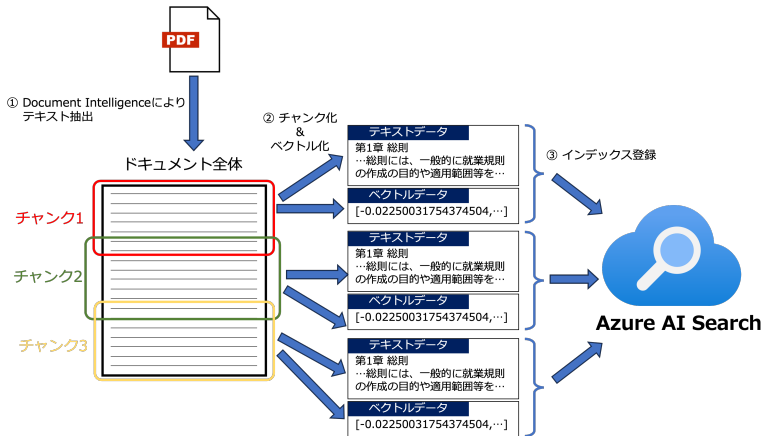 PDF
① Document Intelligenceにより
テキスト抽出
② チャンク化
&
ベクトル化
ドキュメント全体
チャンク1
チャンク2
チャンク3
テキストデータ
第1章 総則
…総則には、一般的に就業規則
の作成の目的や適用範囲等を…
ベクトルデータ
[-0.02250031754374504,…]
テキストデータ
第1章 総則
…総則には、一般的に就業規則
の作成の目的や適用範囲等を…
ベクトルデータ
[-0.02250031754374504,…]
テキストデータ
第1章 総則
…総則には、一般的に就業規則
の作成の目的や適用範囲等を…
ベクトルデータ
[-0.02250031754374504,…]
③ インデックス登録
Azure AI Search